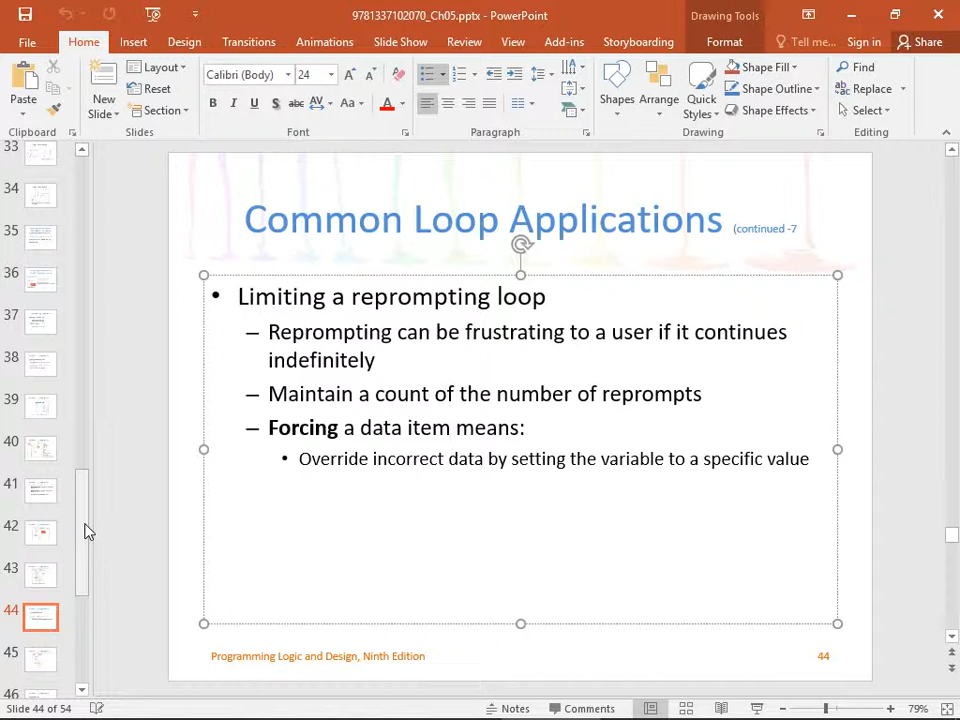 9781337102070_Ch05.pptx - PowerPoint
Drawing Tools
File
Home
Insert
Design
Transitions
Animations
Slide Show
Review
View
Add-ins
Storyboarding
Format
Tell me...
Sign in
Share
Paste
Clipboard
New
Slide
Layout
Reset
Section
Slides
Calibri (Body)
24
B
I
U
S
abc
AV
Aa
A
Font
Paragraph
Shapes
Arrange
Quick
Styles
Shape Fill
Shape Outline
Shape Effects
Drawing
Find
Replace
Select
Editing
33
34
35
36
37
38
39
40
41
42
43
44
45
46
Common Loop Applications (continued -7
• Limiting a reprompting loop
– Reprompting can be frustrating to a user if it continues
indefinitely
– Maintain a count of the number of reprompts
– Forcing a data item means:
• Override incorrect data by setting the variable to a specific value
Programming Logic and Design, Ninth Edition
44
Slide 44 of 54
Notes
Comments
79%